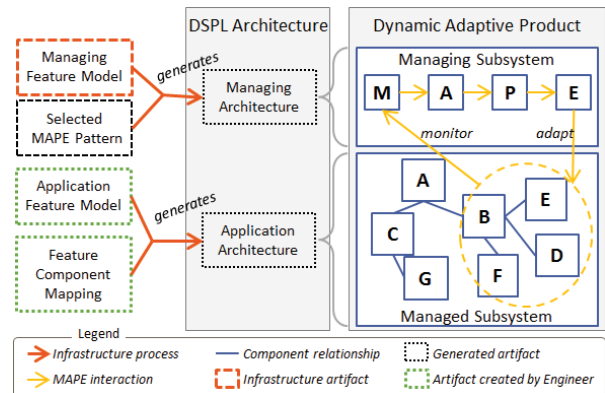 DSPL Architecture
Dynamic Adaptive Product
Managing
Feature Model
generates
Selected
MAPE Pattern
Managing
Architecture
Managing Subsystem
M
A
P
E
monitor
adapt
Application
Feature Model
generates
Feature
Component
Mapping
Application
Architecture
A
B
E
C
D
F
G
Managed Subsystem
Legend
Infrastructure process
Component relationship
Generated artifact
MAPE interaction
Infrastructure artifact
Artifact created by Engineer